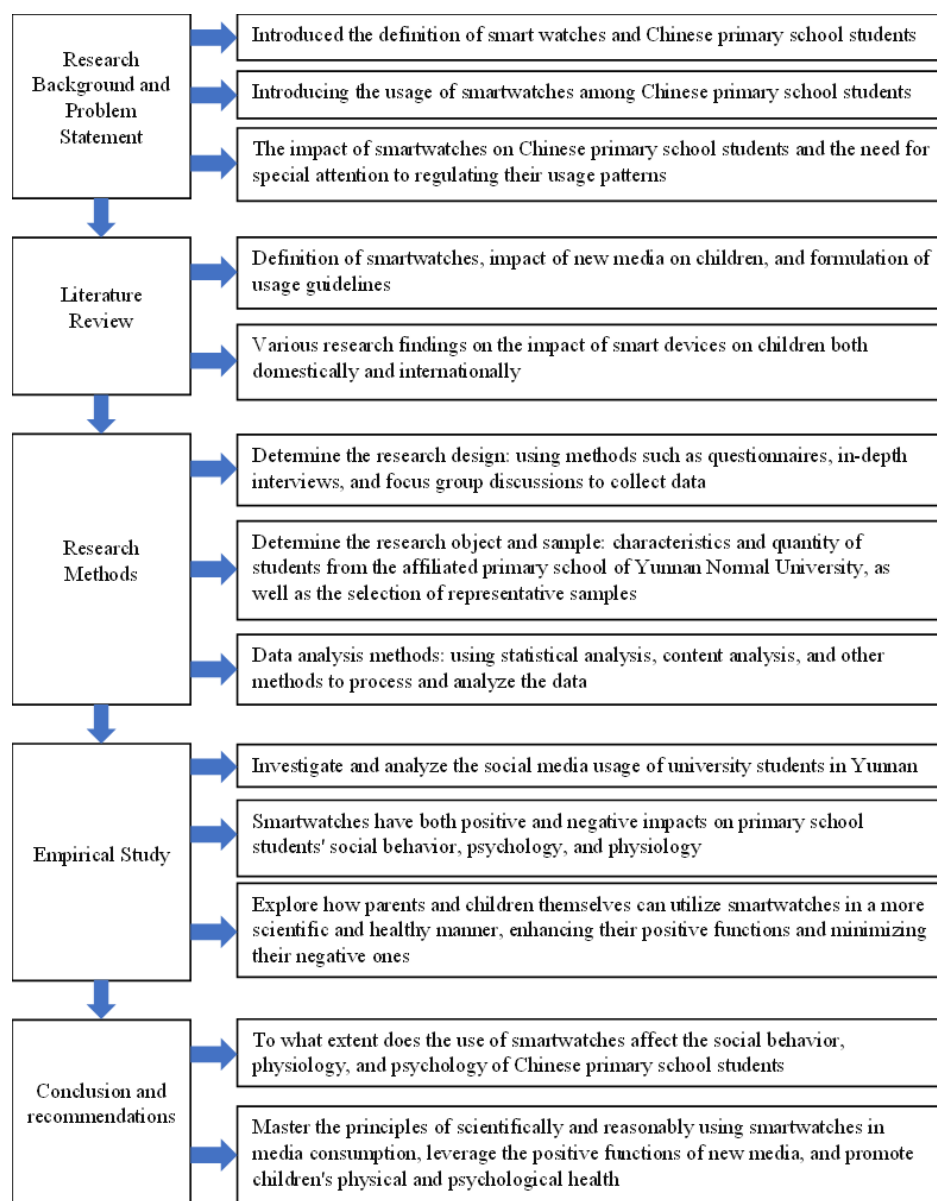 Research
Background and
Problem
Statement
Introduced the definition of smart watches and Chinese primary school students
Introducing the usage of smartwatches among Chinese primary school students
The impact of smartwatches on Chinese primary school students and the need for
special attention to regulating their usage patterns
Literature
Review
Definition of smartwatches, impact of new media on children, and formulation of
usage guidelines
Various research findings on the impact of smart devices on children both
domestically and internationally
Research
Methods
Determine the research design: using methods such as questionnaires, in-depth
interviews, and focus group discussions to collect data
Determine the research object and sample: characteristics and quantity of
students from the affiliated primary school of Yunnan Normal University, as
well as the selection of representative samples
Data analysis methods: using statistical analysis, content analysis, and other
methods to process and analyze the data
Empirical Study
Investigate and analyze the social media usage of university students in Yunnan
Smartwatches have both positive and negative impacts on primary school
students' social behavior, psychology, and physiology
Explore how parents and children themselves can utilize smartwatches in a more
scientific and healthy manner, enhancing their positive functions and minimizing
their negative ones
Conclusion and
recommendations
To what extent does the use of smartwatches affect the social behavior,
physiology, and psychology of Chinese primary school students
Master the principles of scientifically and reasonably using smartwatches in
media consumption, leverage the positive functions of new media, and promote
children's physical and psychological health